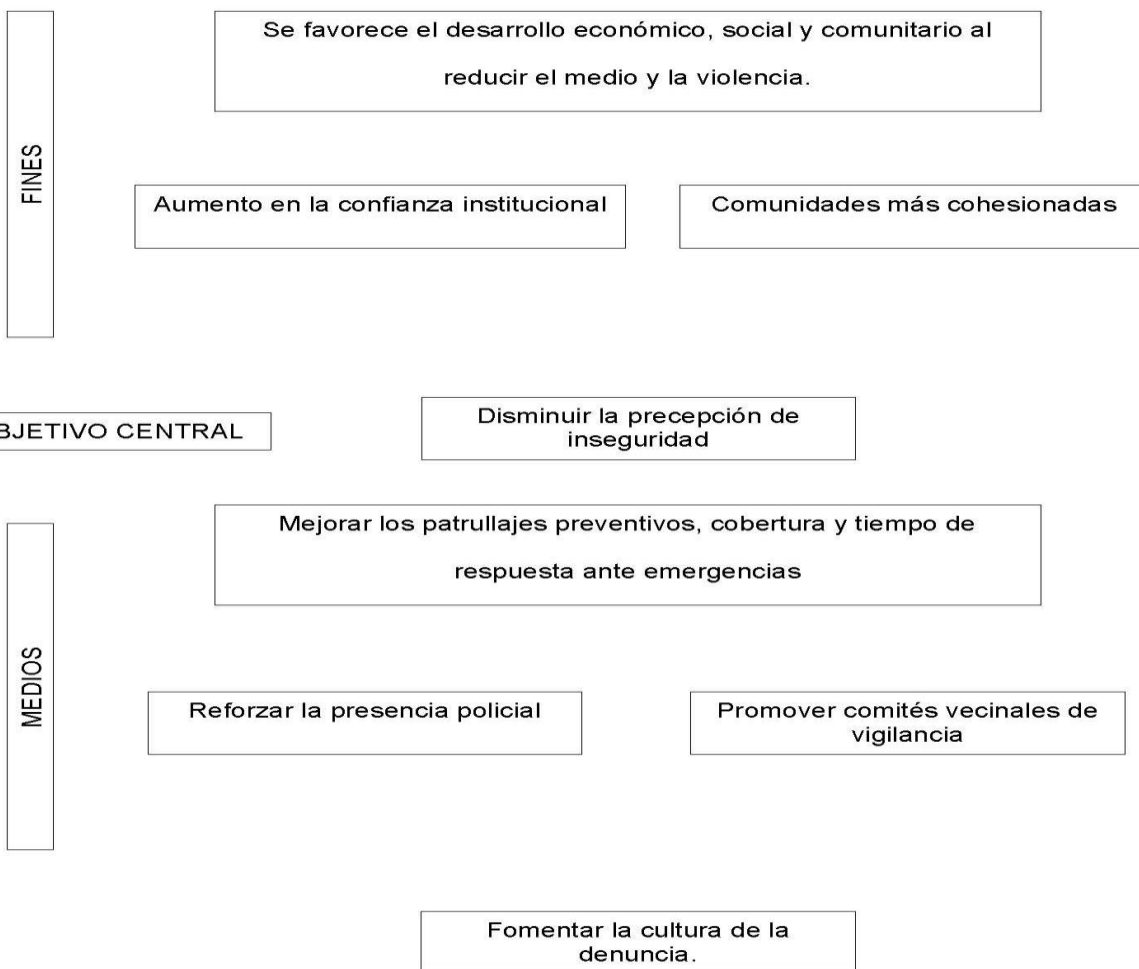 FINES
Se favorece el desarrollo económico, social y comunitario al
reducir el medio y la violencia.
Aumento en la confianza institucional
Comunidades más cohesionadas
BJETIVO CENTRAL
Disminuir la precepción de
inseguridad
MEDIOS
Mejorar los patrullajes preventivos, cobertura y tiempo de
respuesta ante emergencias
Reforzar la presencia policial
Promover comités vecinales de
vigilancia
Fomentar la cultura de la
denuncia.